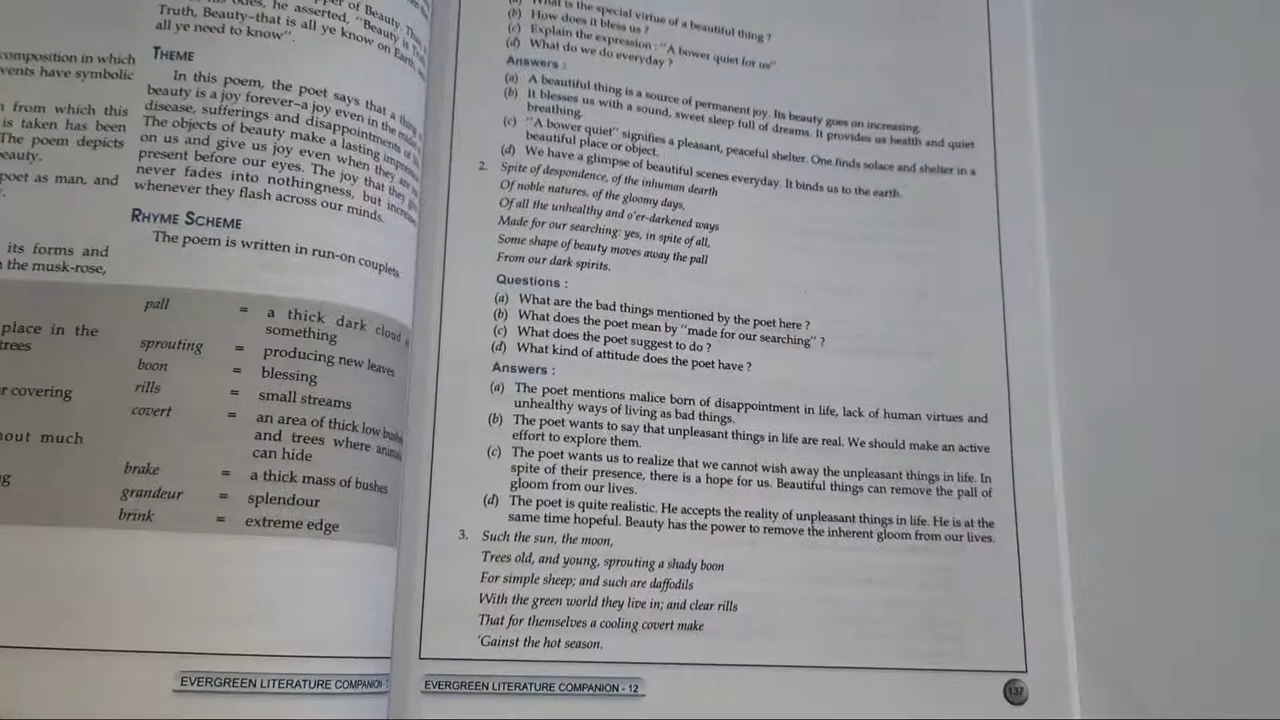 his odes, he asserted, "Beauty is
Truth, Beauty–that is all ye know on Earth
all ye need to know".
composition in which
vents have symbolic
from which this
is taken has been
The poem depicts
eauty.
poet as man, and
its forms and
the musk-rose,
THEME
In this poem, the poet says that a thing
beauty is a joy forever–a joy even in the
disease, sufferings and disappointments of
The objects of beauty make a lasting
on us and give us joy even when they are
present before our eyes. The joy that they
never fades into nothingness, but
whenever they flash across our minds.
RHYME SCHEME
The poem is written in run-on couplets
place in the
trees
r covering
hout much
pall = a thick dark cloud
something
sprouting = producing new leaves
boon = blessing
rills = small streams
covert = an area of thick low
and trees where
can hide
brake = a thick mass of bushes
grandeur = splendour
brink = extreme edge
EVERGREEN LITERATURE COMPANION
What is the special virtue of a beautiful thing ?
(b) How does it bless us ?
(c) Explain the expression : "A bower quiet for us"
(d) What do we do everyday ?
Answers :
(a) A beautiful thing is a source of permanent joy. Its beauty goes on increasing.
(b) It blesses us with a sound, sweet sleep full of dreams. It provides us health and quiet
breathing.
(c) "A bower quiet" signifies a pleasant, peaceful shelter. One finds solace and shelter in a
beautiful place or object.
(d) We have a glimpse of beautiful scenes everyday. It binds us to the earth.
2. Spite of despondence, of the inhuman dearth
Of noble natures, of the gloomy days,
Of all the unhealthy and o'er-darkened ways
Made for our searching: yes, in spite of all,
Some shape of beauty moves away the pall
From our dark spirits.
Questions :
(a) What are the bad things mentioned by the poet here ?
(b) What does the poet mean by "made for our searching" ?
(c) What does the poet suggest to do ?
(d) What kind of attitude does the poet have ?
Answers :
(a) The poet mentions malice born of disappointment in life, lack of human virtues and
unhealthy ways of living as bad things.
(b) The poet wants to say that unpleasant things in life are real. We should make an active
effort to explore them.
(c) The poet wants us to realize that we cannot wish away the unpleasant things in life. In
spite of their presence, there is a hope for us. Beautiful things can remove the pall of
gloom from our lives.
(d) The poet is quite realistic. He accepts the reality of unpleasant things in life. He is at the
same time hopeful. Beauty has the power to remove the inherent gloom from our lives.
3. Such the sun, the moon,
Trees old, and young, sprouting a shady boon
For simple sheep; and such are daffodils
With the green world they live in; and clear rills
That for themselves a cooling covert make
'Gainst the hot season.
EVERGREEN LITERATURE COMPANION - 12
137